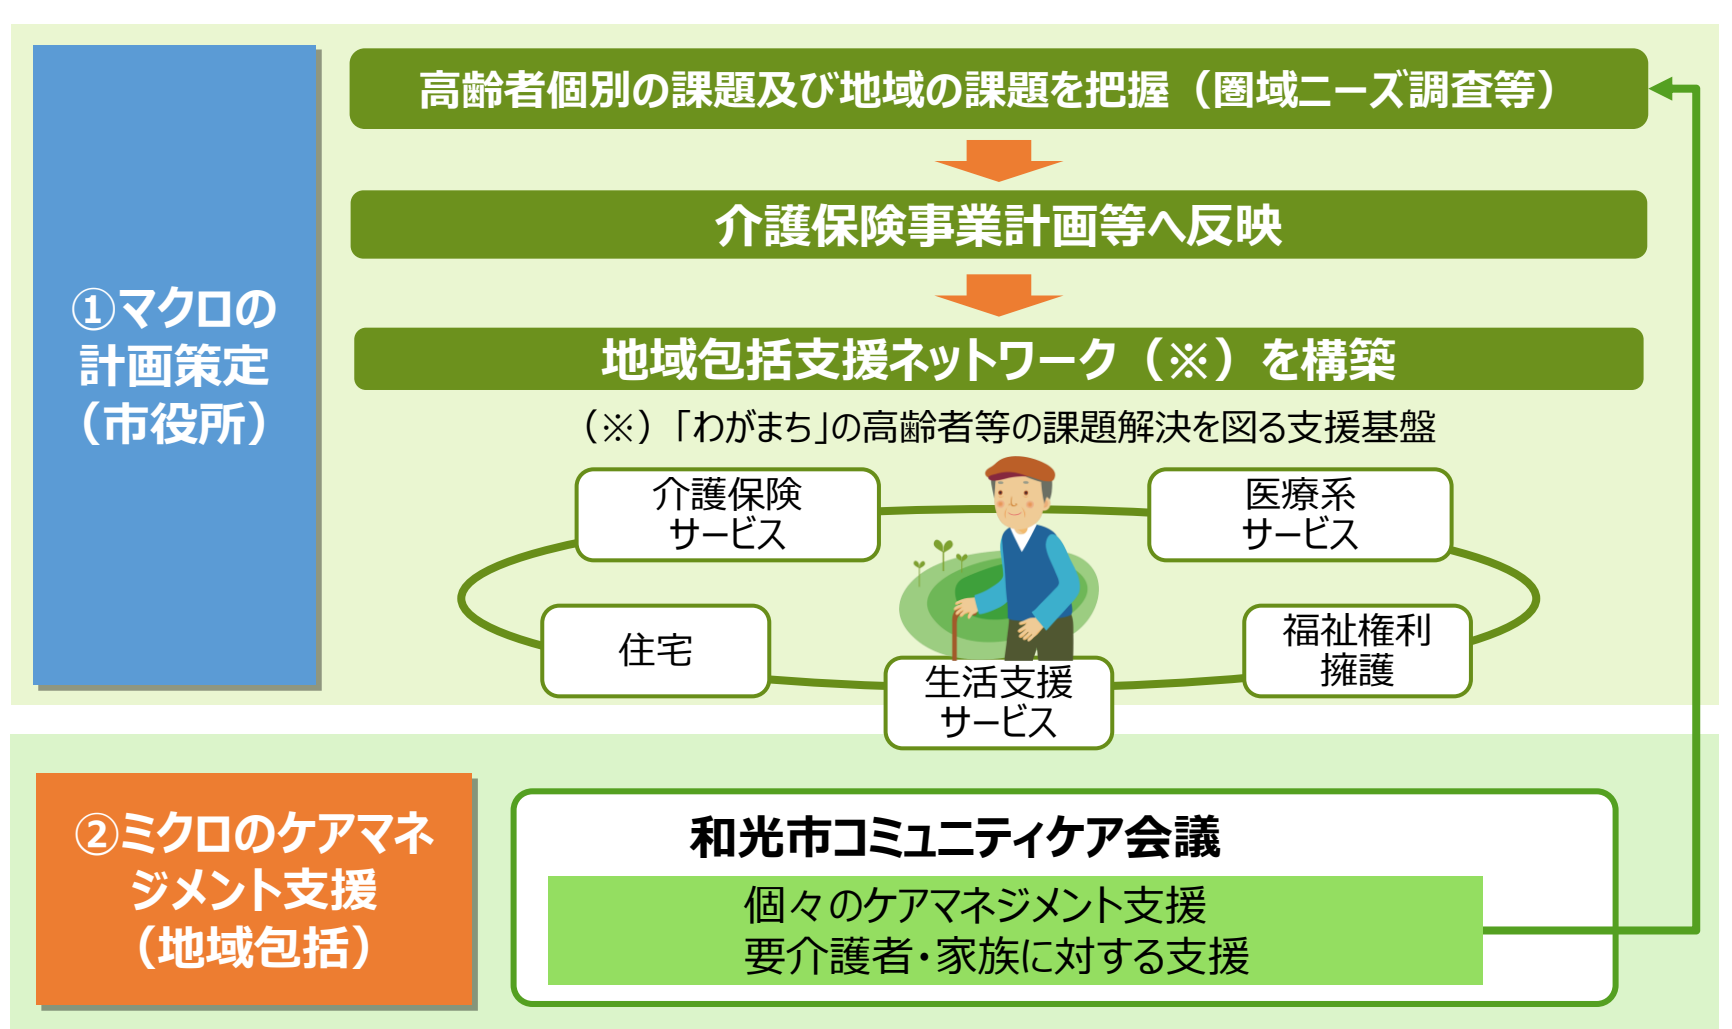 高齢者個別の課題及び地域の課題を把握（圏域ニーズ調査等）
介護保険事業計画等へ反映
①マクロの
計画策定
（市役所）
地域包括支援ネットワーク（※）を構築
（※）「わがまち」の高齢者等の課題解決を図る支援基盤
介護保険
サービス
医療系
サービス
住宅
生活支援
サービス
福祉権利
擁護
②ミクロのケアマネ
ジメント支援
（地域包括）
和光市コミュニティケア会議
個々のケアマネジメント支援
要介護者・家族に対する支援